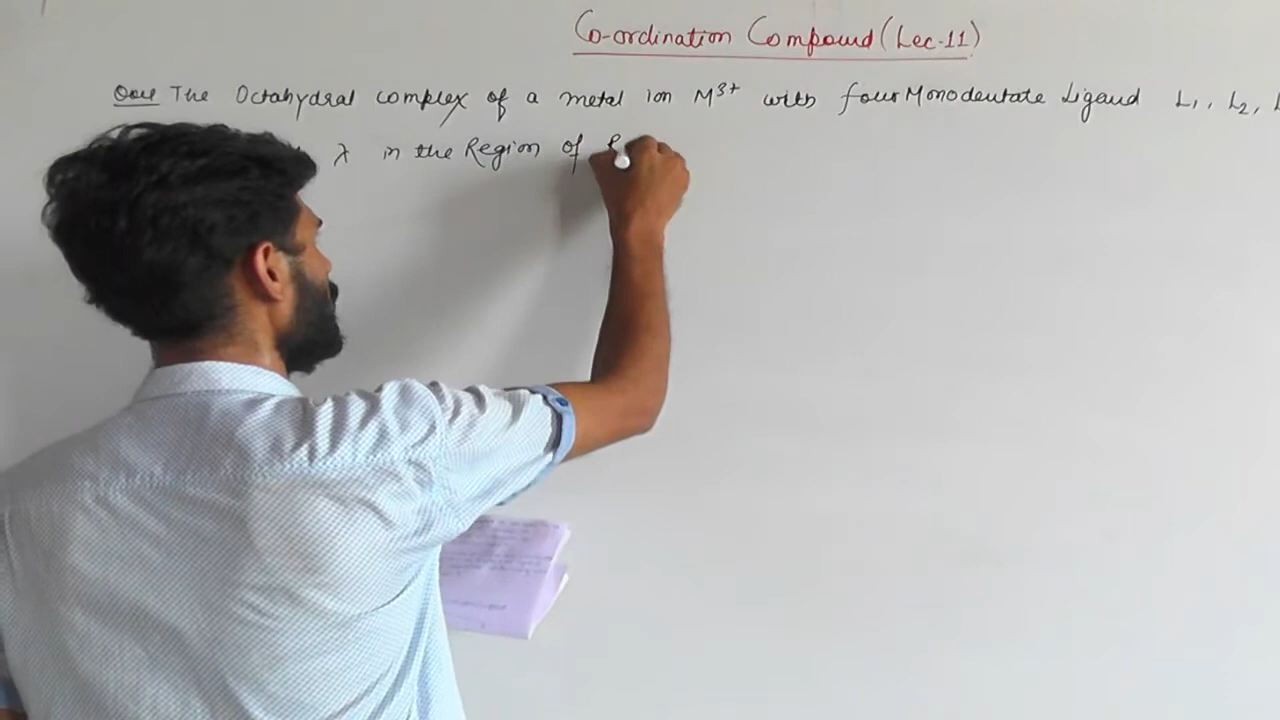 Co-ordination Compound (Lec-11)
Que The Octahydral complex of a metal ion M3+ with four Monodentate Ligand L1, L2,
λ in the Region of